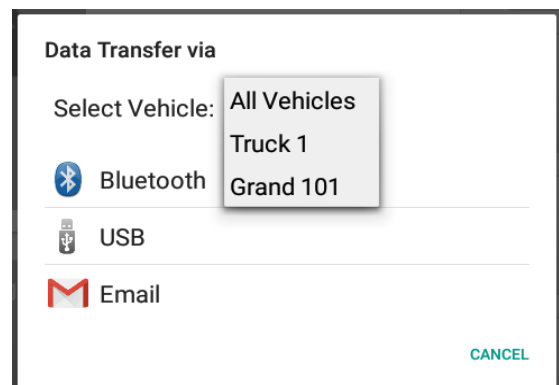 Data Transfer via
Select Vehicle: All Vehicles
Truck 1
Bluetooth
Grand 101
USB
Email
CANCEL